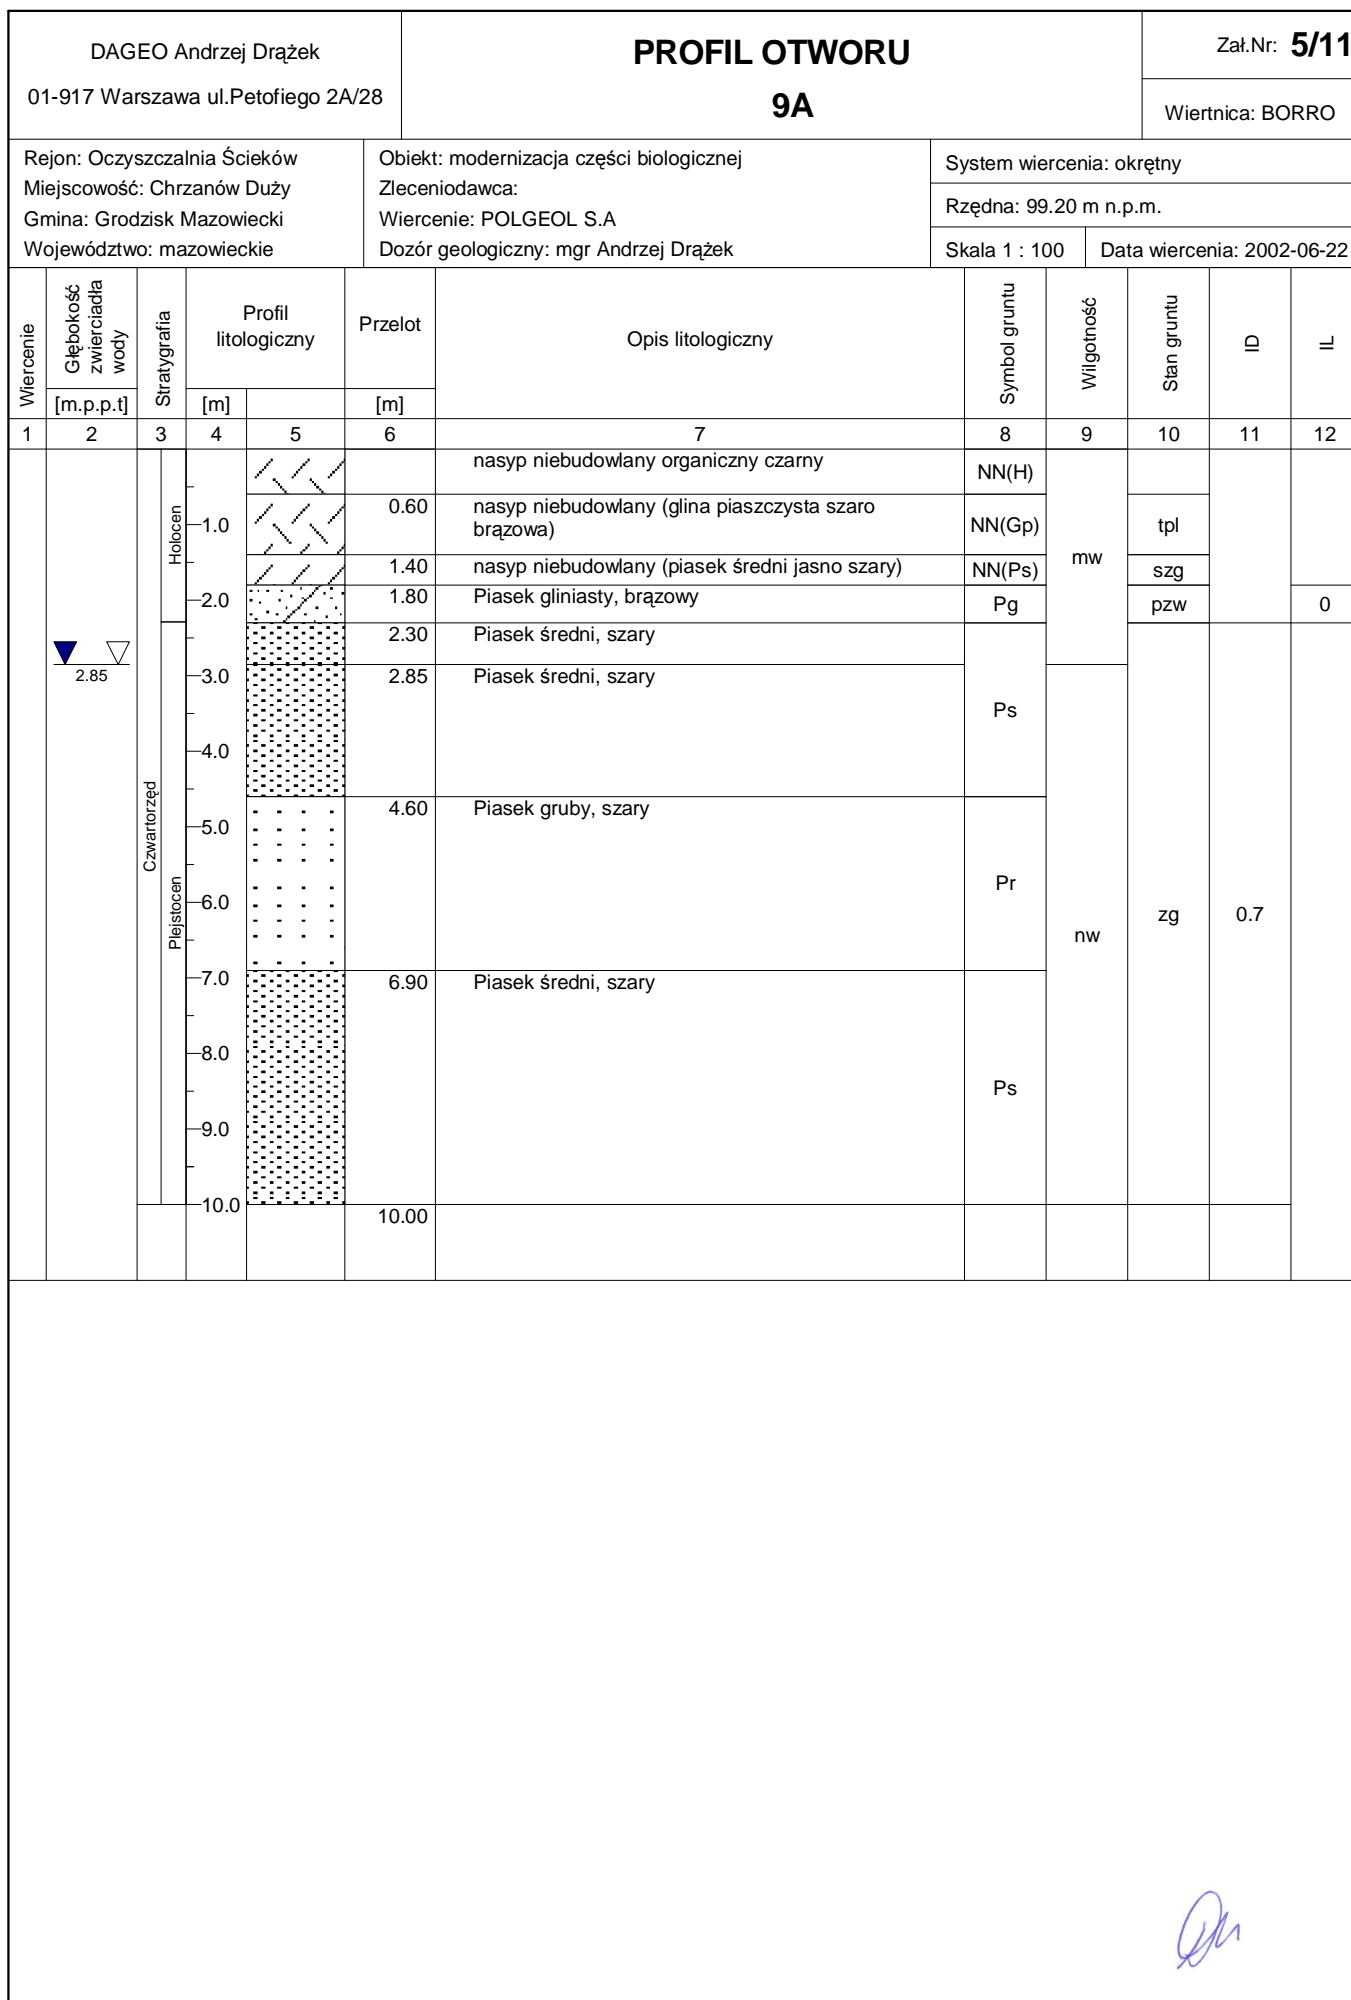 DAGEO Andrzej Drążek
01-917 Warszawa ul.Petofiego 2A/28
PROFIL OTWORU
9A
Zał.Nr: 5/11
Wiertnica: BORRO
Rejon: Oczyszczalnia Ścieków
Miejscowość: Chrzanów Duży
Gmina: Grodzisk Mazowiecki
Województwo: mazowieckie
Obiekt: modernizacja części biologicznej
Zleceniodawca:
Wiercenie: POLGEOL S.A
Dozór geologiczny: mgr Andrzej Drążek
System wiercenia: okrętny
Rzędna: 99.20 m n.p.m.
Skala 1 : 100 Data wiercenia: 2002-06-22
Wiercenie
Głębokość
zwierciadła
wody
[m.p.p.t]
Stratygrafia
Profil
litologiczny
[m]
Przelot
[m]
Opis litologiczny
Symbol gruntu
Wilgotność
Stan gruntu
ID
IL
1 2 3 4 5 6 7 8 9 10 11 12
nasyp niebudowlany organiczny czarny NN(H)
0.60 nasyp niebudowlany (glina piaszczysta szaro
brązowa) NN(Gp) tpl
1.0
Holocen
1.40 nasyp niebudowlany (piasek średni jasno szary) NN(Ps) mw szg
2.0 1.80 Piasek gliniasty, brązowy Pg pzw 0
2.30 Piasek średni, szary
2.85
3.0 2.85 Piasek średni, szary
Ps
4.0
Czwartorzęd
4.60 Piasek gruby, szary
5.0
Pr
Plejstocen
6.0 nw zg 0.7
7.0 6.90 Piasek średni, szary
8.0
Ps
9.0
10.0 10.00